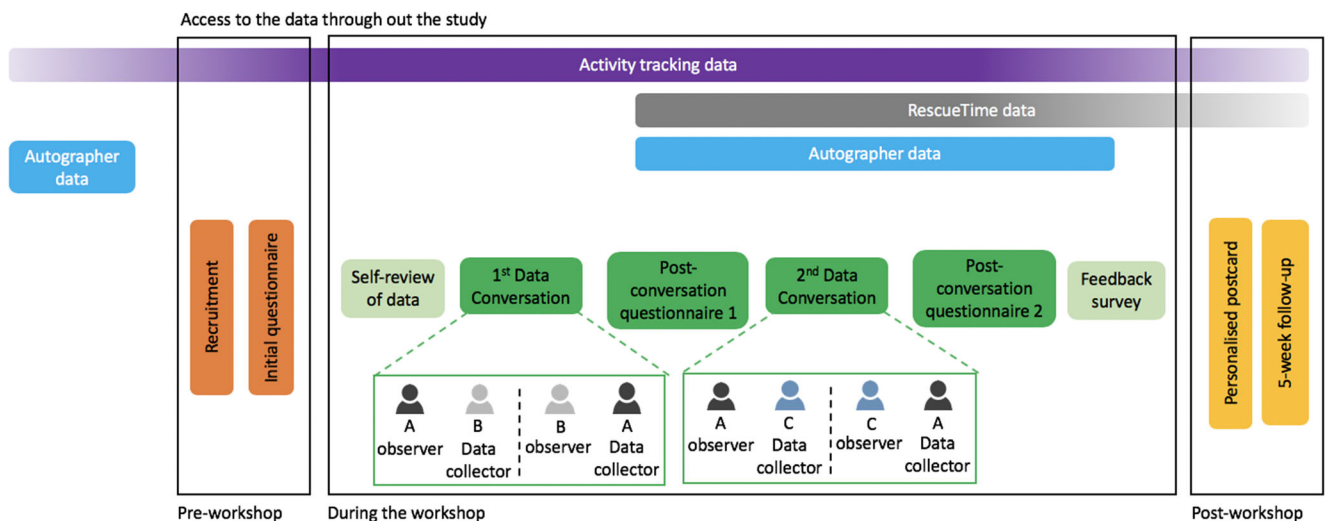 Access to the data through out the study
Activity tracking data
RescueTime data
Autographer data
Autographer
data
Recruitment
Initial questionnaire
Self-review
of data
1st Data
Conversation
Post-
conversation
questionnaire 1
2nd Data
Conversation
Post-
conversation
questionnaire 2
Feedback
survey
A
observer
B
Data
collector
B
observer
A
Data
collector
A
observer
C
Data
collector
C
observer
A
Data
collector
Personalised postcard
5-week follow-up
Pre-workshop
During the workshop
Post-workshop